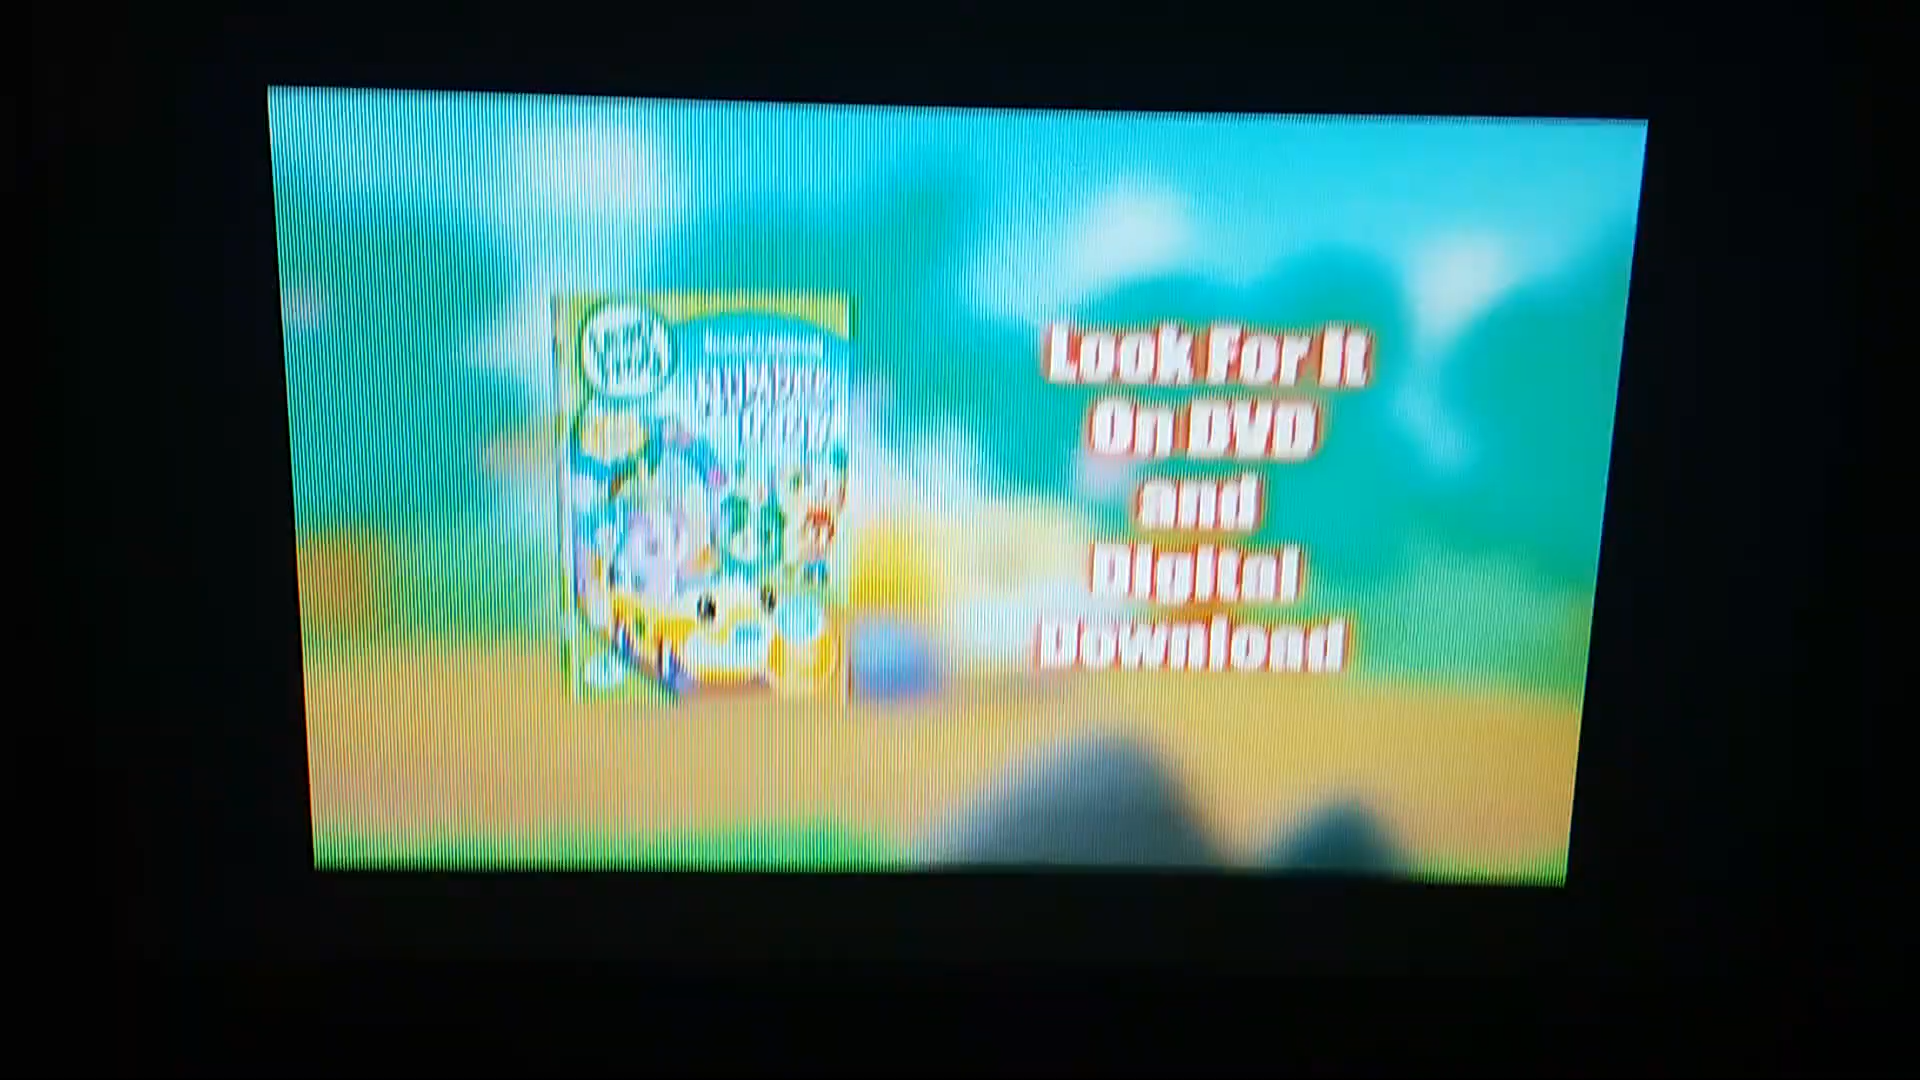 Look For It
On DVD
and
Digital
Download